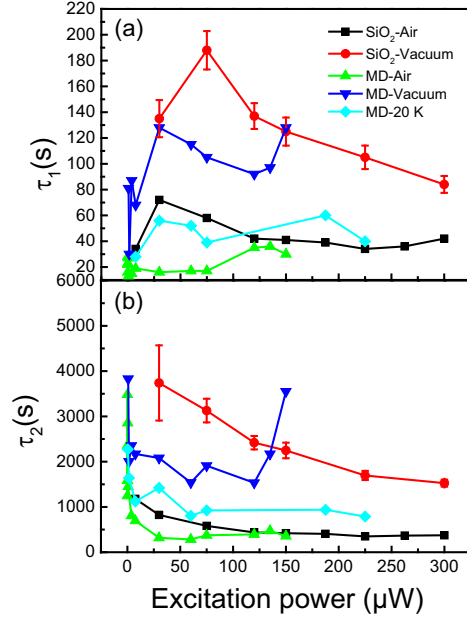 (a)
SiO₂-Air
SiO₂-Vacuum
MD-Air
MD-Vacuum
MD-20 K
200
180
160
140
120
100
80
60
40
20
τ₁(s)
(b)
6000
5000
4000
3000
2000
1000
0
τ₂(s)
0 50 100 150 200 250 300
Excitation power (μW)